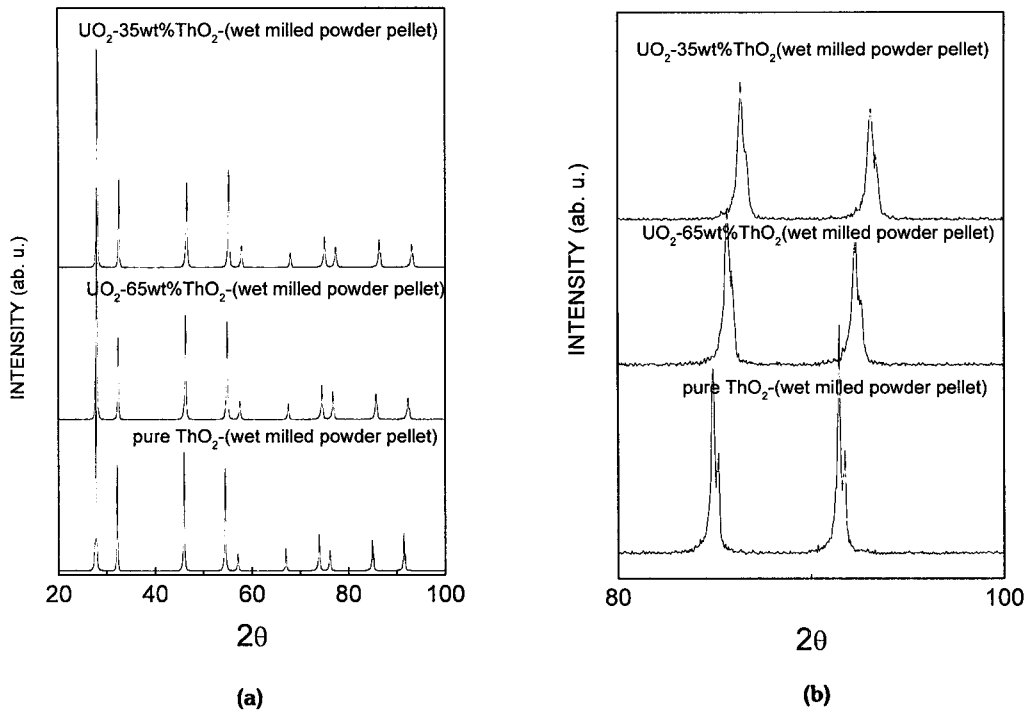 UO₂-35wt%ThO₂-(wet milled powder pellet)
UO₂-65wt%ThO₂-(wet milled powder pellet)
pure ThO₂-(wet milled powder pellet)
INTENSITY (ab. u.)
20 40 60 80 100
2θ
(a)
UO₂-35wt%ThO₂(wet milled powder pellet)
UO₂-65wt%ThO₂(wet milled powder pellet)
pure ThO₂-(wet milled powder pellet)
INTENSITY (ab. u.)
80 100
2θ
(b)